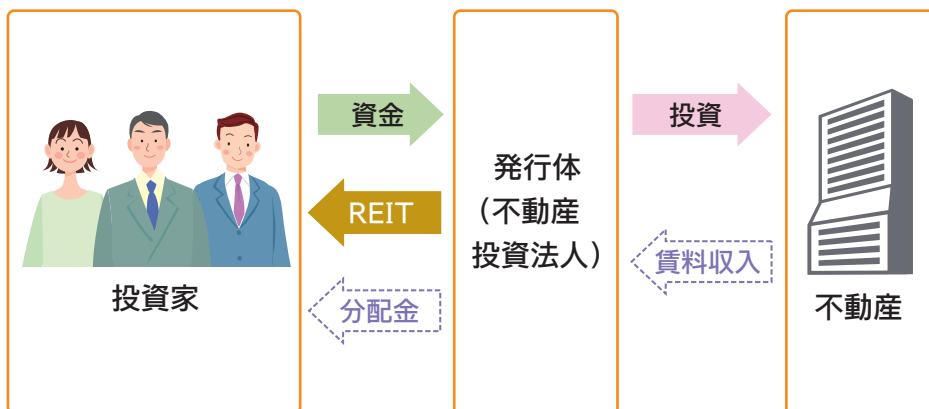 資金
REIT
分配金
投資家
発行体
（不動産
投資法人）
投資
賃料収入
不動産